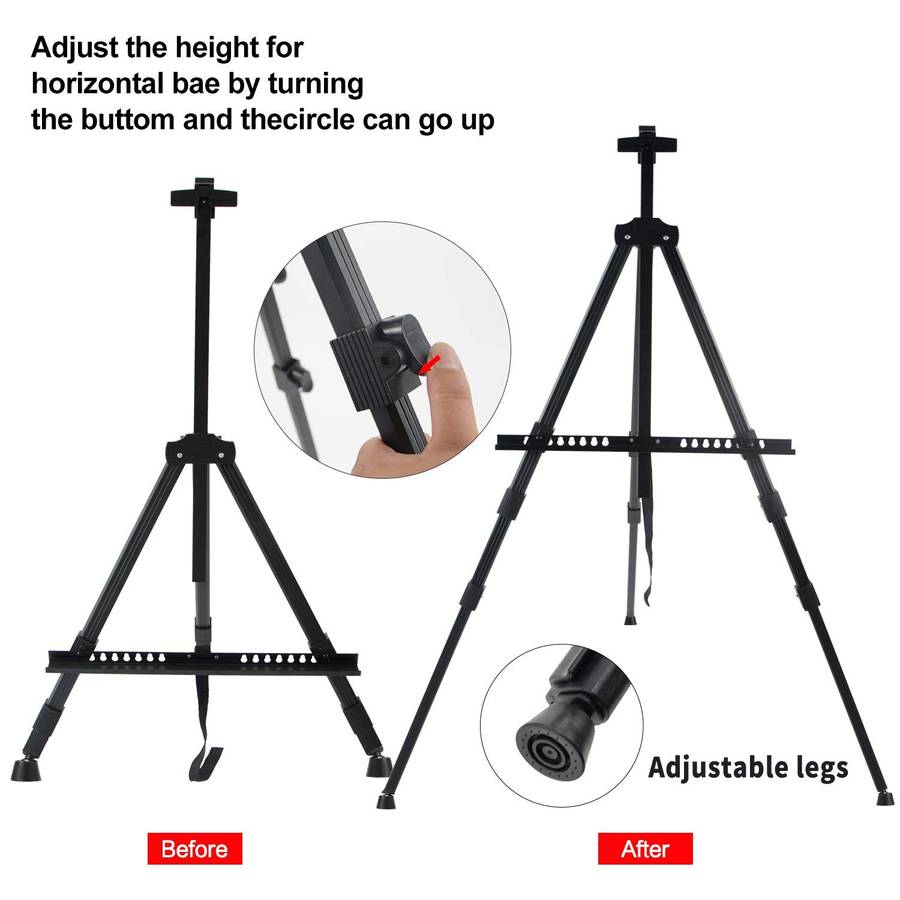 Adjust the height for
horizontal bae by turning
the buttom and thecircle can go up
Adjustable legs
Before
After